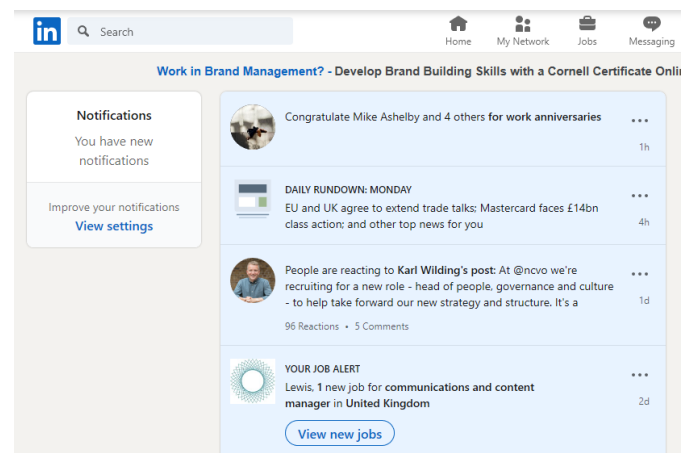 in
Search
Home
My Network
Jobs
Messaging
Work in Brand Management? - Develop Brand Building Skills with a Cornell Certificate
Notifications
You have new
notifications
Improve your notifications
View settings
Congratulate Mike Ashelby and 4 others for work anniversaries
1h
DAILY RUNDOWN: MONDAY
EU and UK agree to extend trade talks; Mastercard faces £14bn
class action; and other top news for you
4h
People are reacting to Karl Wilding's post: At @ncvo we're
recruiting for a new role - head of people, governance and culture
- to help take forward our new strategy and structure. It's a
1d
96 Reactions • 5 Comments
YOUR JOB ALERT
Lewis, 1 new job for communications and content
manager in United Kingdom
2d
View new jobs